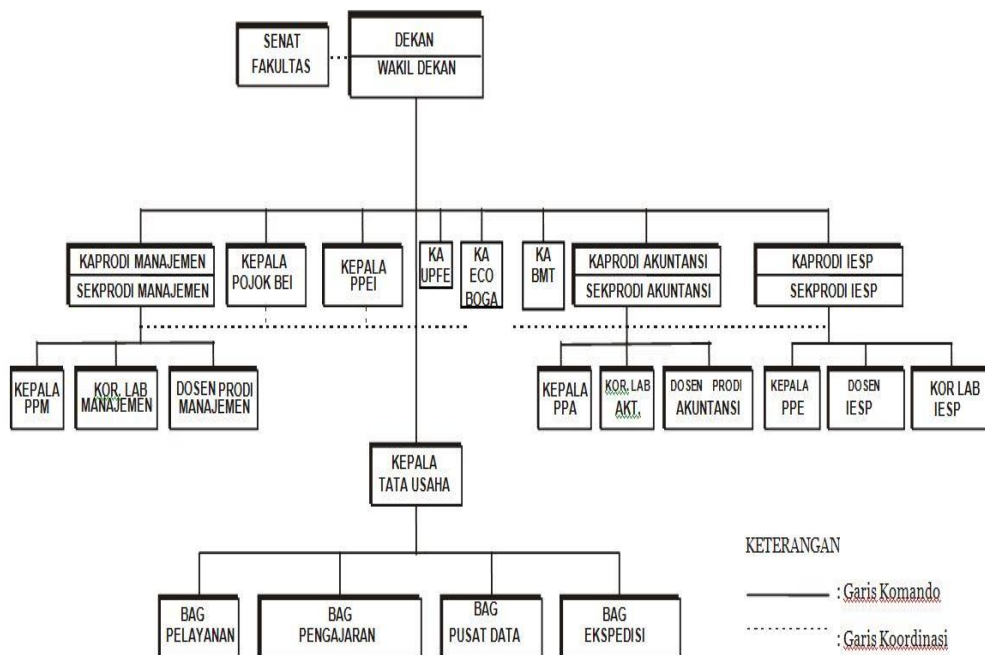 SENAT
FAKULTAS
DEKAN
WAKIL DEKAN
KAPRODI MANAJEMEN
SEKPRODI MANAJEMEN
KEPALA
POJOK BEI
KEPALA
PPEI
KA
UPFE
KA
ECO
BOGA
KA
BMT
KAPRODI AKUNTANSI
SEKPRODI AKUNTANSI
KAPRODI IESP
SEKPRODI IESP
KEPALA
PPM
KOR. LAB
MANAJEMEN
DOSEN PRODI
MANAJEMEN
KEPALA
PPA
KOR. LAB
AKT.
DOSEN PRODI
AKUNTANSI
KEPALA
PPE
DOSEN
IESP
KOR LAB
IESP
KEPALA
TATA USAHA
BAG
PELAYANAN
BAG
PENGAJARAN
BAG
PUSAT DATA
BAG
EKSPEDISI
KETERANGAN
: Garis Komando
: Garis Koordinasi